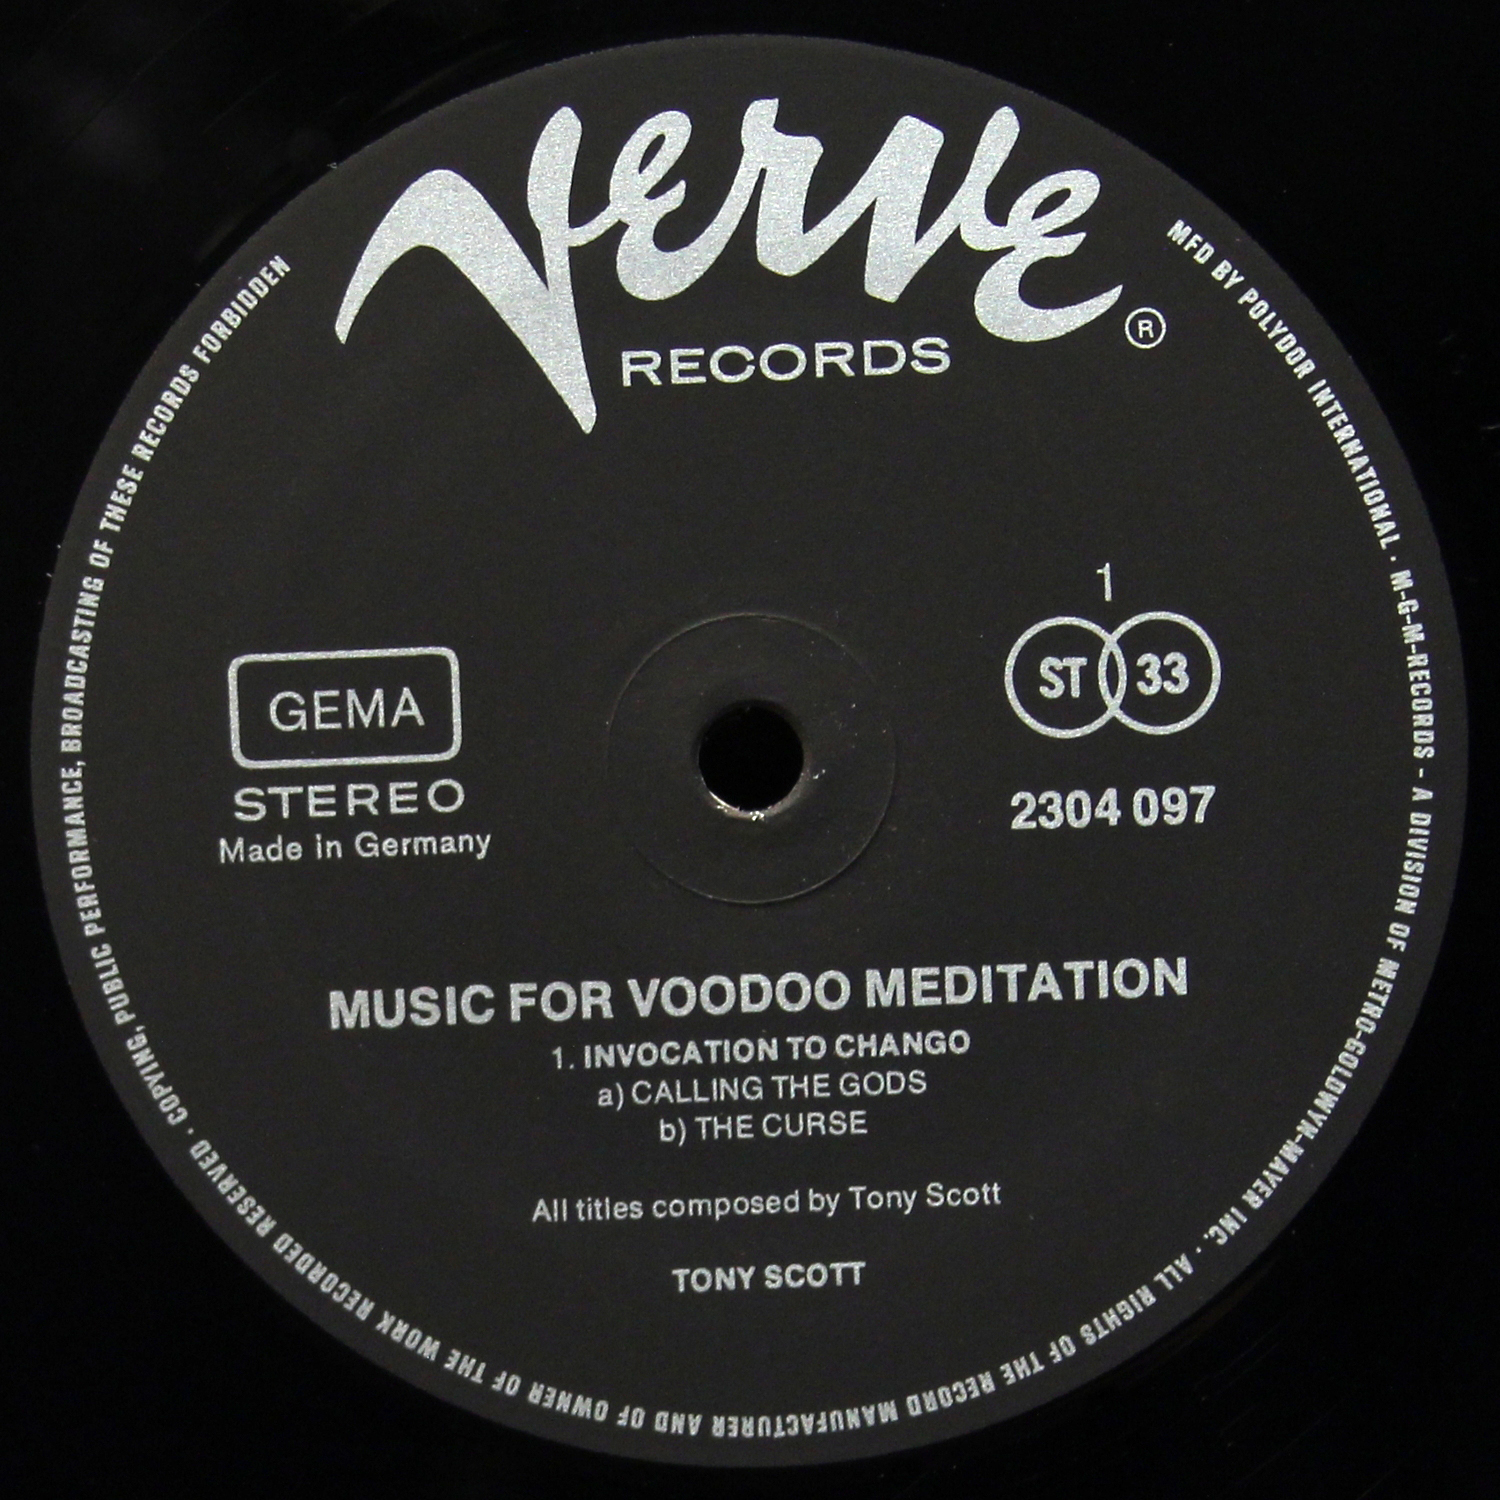 Verve
RECORDS
®
MFD BY POLYDOR INTERNATIONAL · M-G-M-RECORDS - A DIVISION OF METRO-GOLDWYN-MAYER INC. · ALL RIGHTS OF THE RECORD MANUFACTURER AND OF OWNER OF THE WORK RECORDED RESERVED · COPYING, PUBLIC PERFORMANCE, BROADCASTING OF THESE RECORDS FORBIDDEN
1
GEMA
ST 33
STEREO
2304 097
Made in Germany
MUSIC FOR VOODOO MEDITATION
1. INVOCATION TO CHANGO
a) CALLING THE GODS
b) THE CURSE
All titles composed by Tony Scott
TONY SCOTT